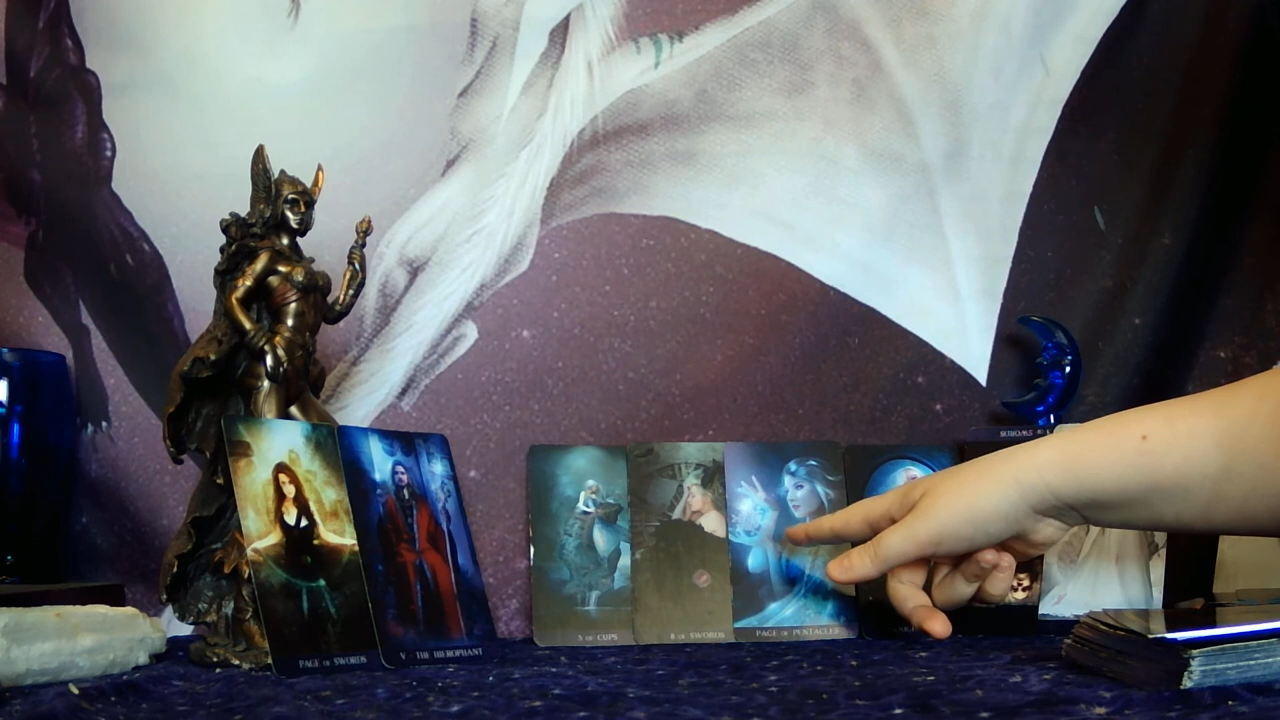 PAGE OF SWORDS
V - THE HIEROPHANT
5 OF CUPS
8 OF SWORDS
PAGE OF PENTACLES